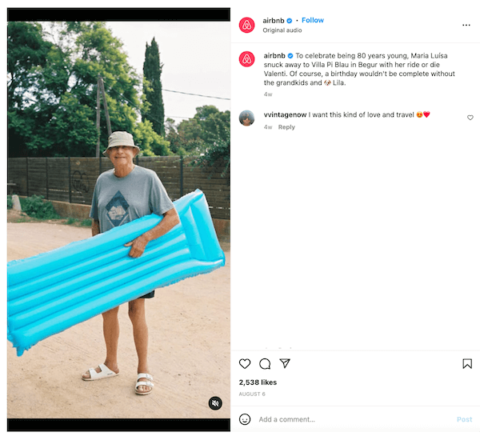 airbnb • Follow
Original audio
airbnb To celebrate being 80 years young, Maria Luisa
snuck away to Villa Pi Blau in Begur with her ride or die
Valenti. Of course, a birthday wouldn't be complete without
the grandkids and 🐶 Lila.
4w
vvintagenow I want this kind of love and travel 😍❤️
4w Reply
2,538 likes
AUGUST 6
Add a comment...
Post